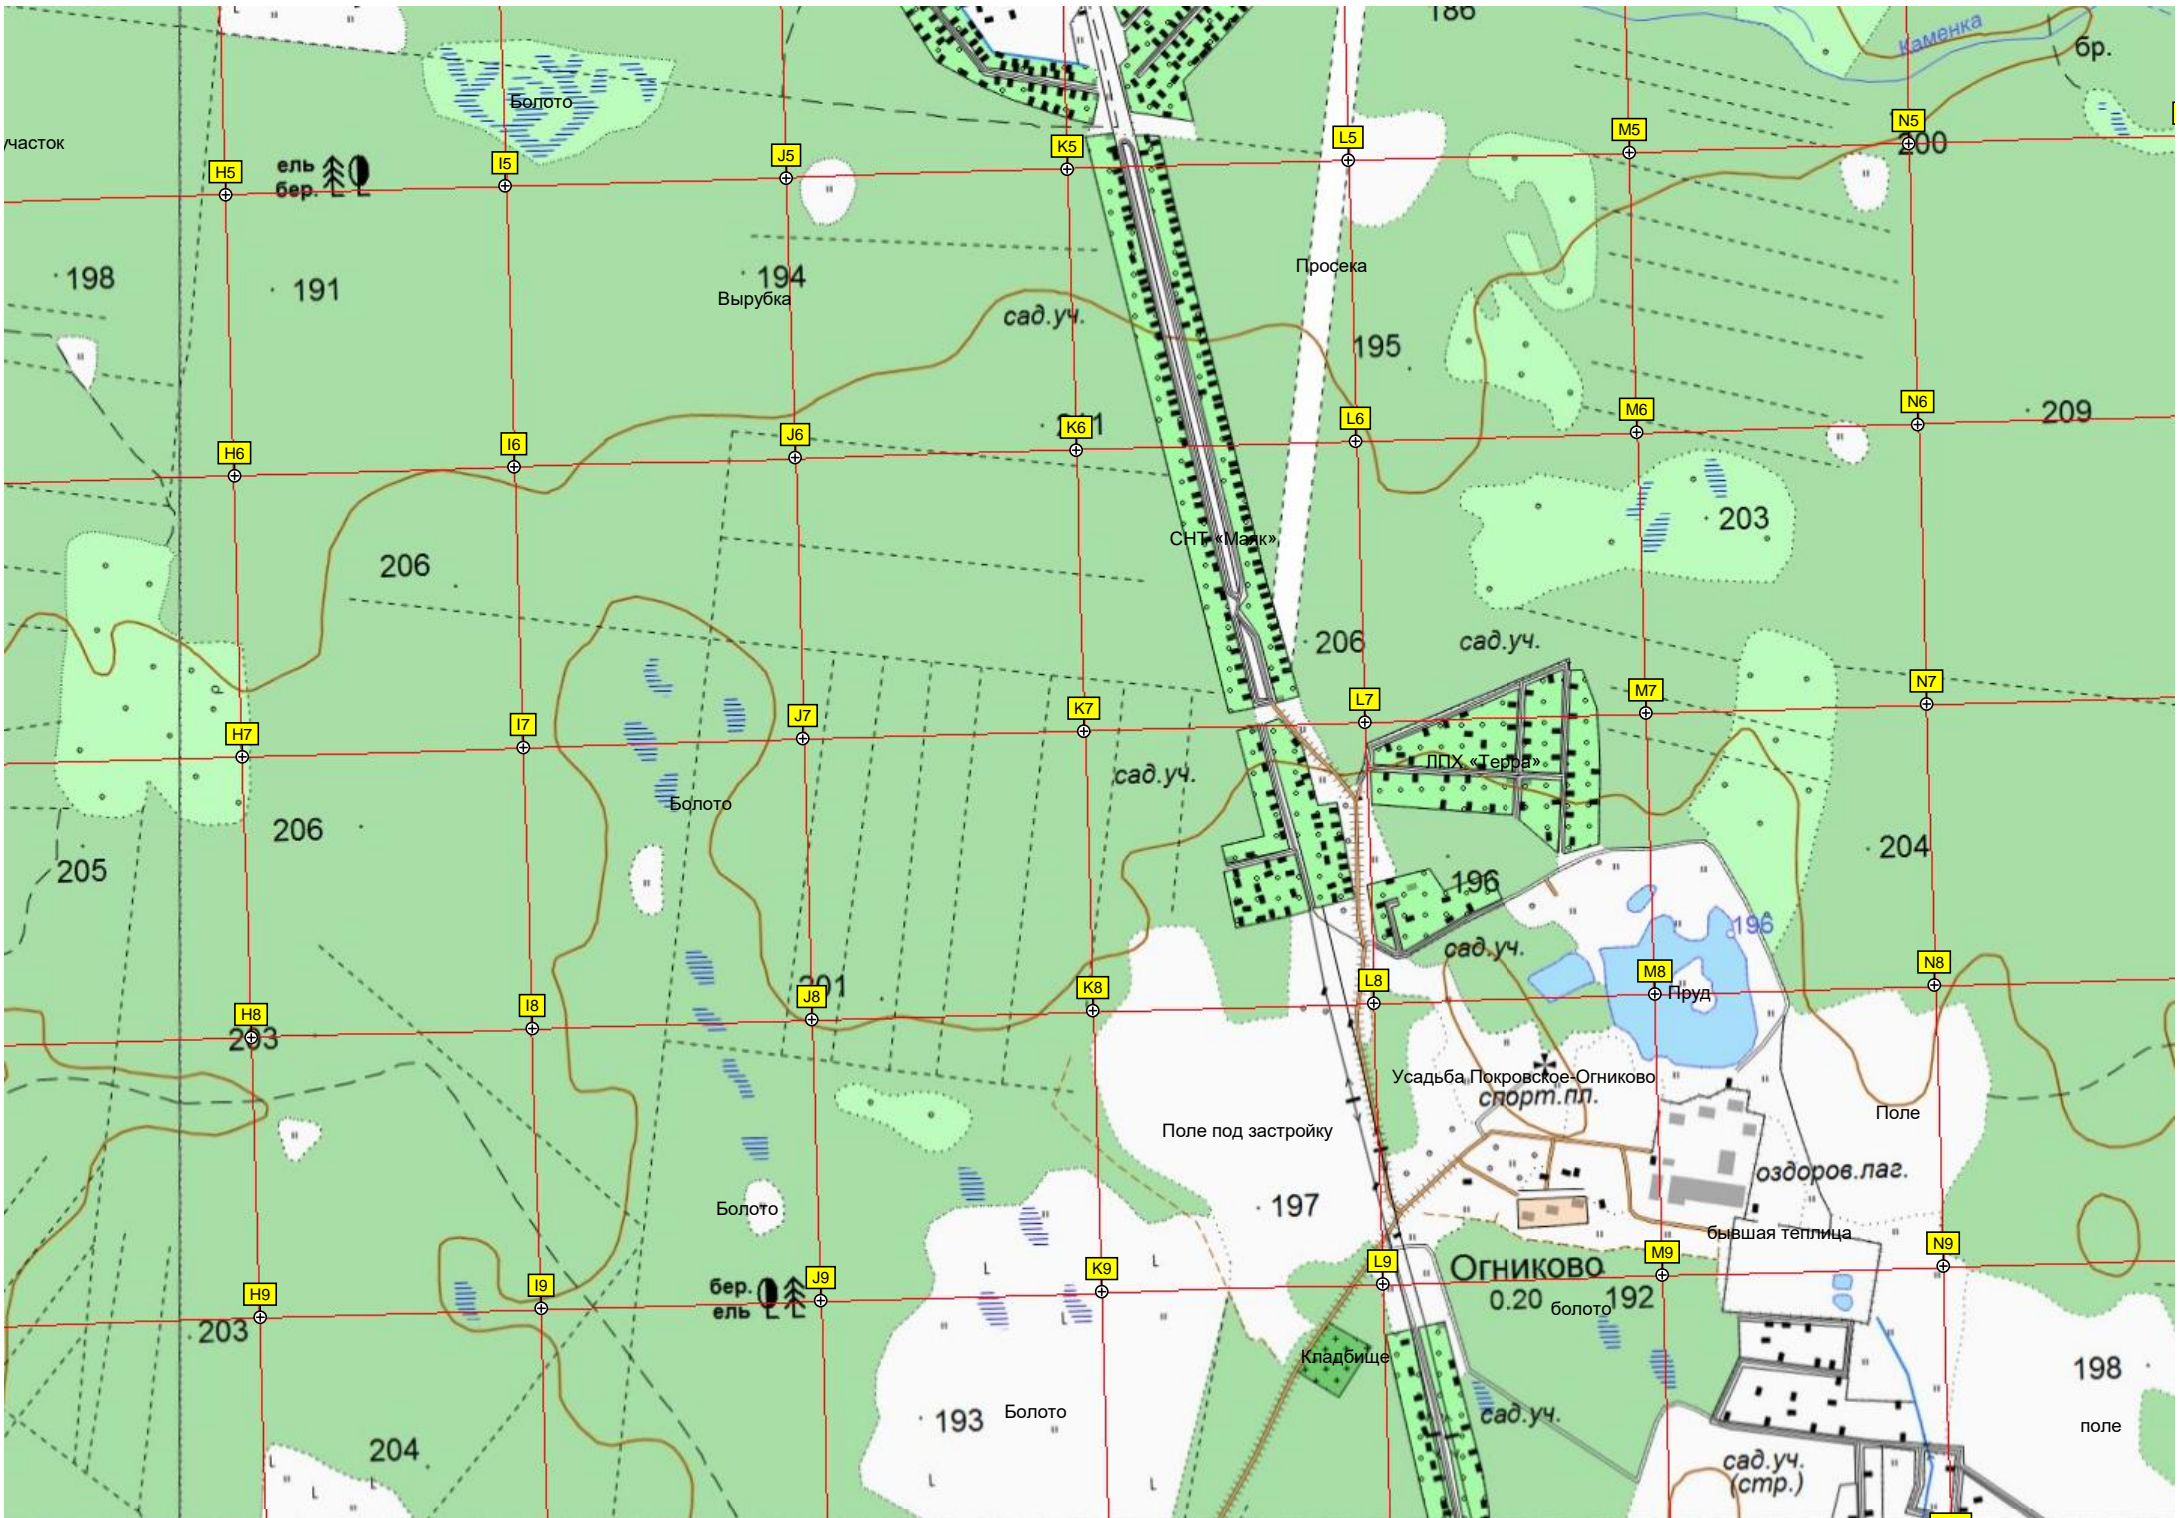 186
Каменка
бр.
Болото
участок
H5
ель
бер.
I5
J5
K5
L5
M5
N5
200
198
191
194
Вырубка
сад.уч.
Просека
195
209
H6
I6
J6
K6
L6
M6
N6
203
СНТ «Маяк»
206
206
сад.уч.
H7
I7
J7
K7
L7
M7
N7
сад.уч.
ЛПХ «Терра»
Болото
206
205
204
196
сад.уч.
196
H8
203
I8
J8
K8
L8
M8
Пруд
N8
Усадьба Покровское-Огниково
спорт.пл.
Поле
Поле под застройку
оздоров.лаг.
197
Болото
бывшая теплица
H9
I9
бер.
ель
J9
K9
L9
Огниково
M9
N9
0.20
болото
192
203
Кладбище
198
193
Болото
сад.уч.
поле
204
сад.уч.
(стр.)